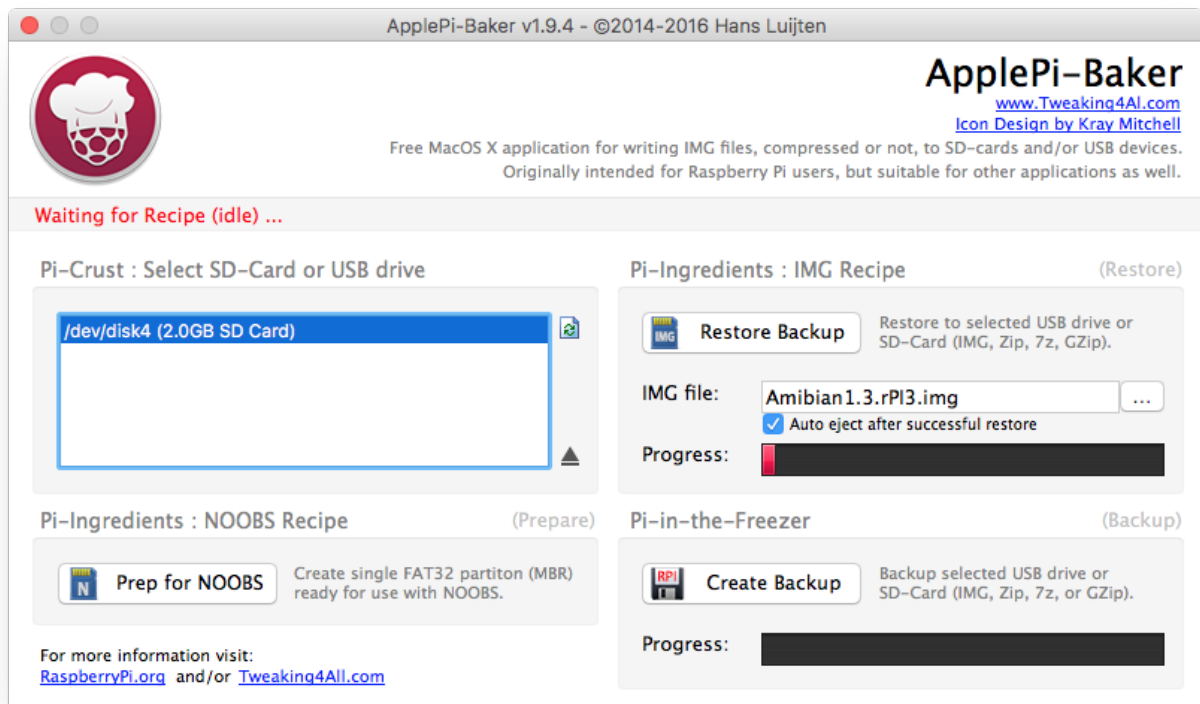 ApplePi-Baker v1.9.4 - ©2014-2016 Hans Luijten
ApplePi-Baker
www.Tweaking4Al.com
Icon Design by Kray Mitchell
Free MacOS X application for writing IMG files, compressed or not, to SD-cards and/or USB devices.
Originally intended for Raspberry Pi users, but suitable for other applications as well.
Waiting for Recipe (idle) ...
Pi-Crust : Select SD-Card or USB drive
/dev/disk4 (2.0GB SD Card)
Pi-Ingredients : IMG Recipe (Restore)
IMG
Restore Backup
Restore to selected USB drive or
SD-Card (IMG, Zip, 7z, GZip).
IMG file: Amibian1.3.rPI3.img ...
Auto eject after successful restore
Progress:
Pi-Ingredients : NOOBS Recipe (Prepare)
N
Prep for NOOBS
Create single FAT32 partiton (MBR)
ready for use with NOOBS.
Pi-in-the-Freezer (Backup)
RPi
Create Backup
Backup selected USB drive or
SD-Card (IMG, Zip, 7z, or GZip).
Progress:
For more information visit:
RaspberryPi.org and/or Tweaking4All.com